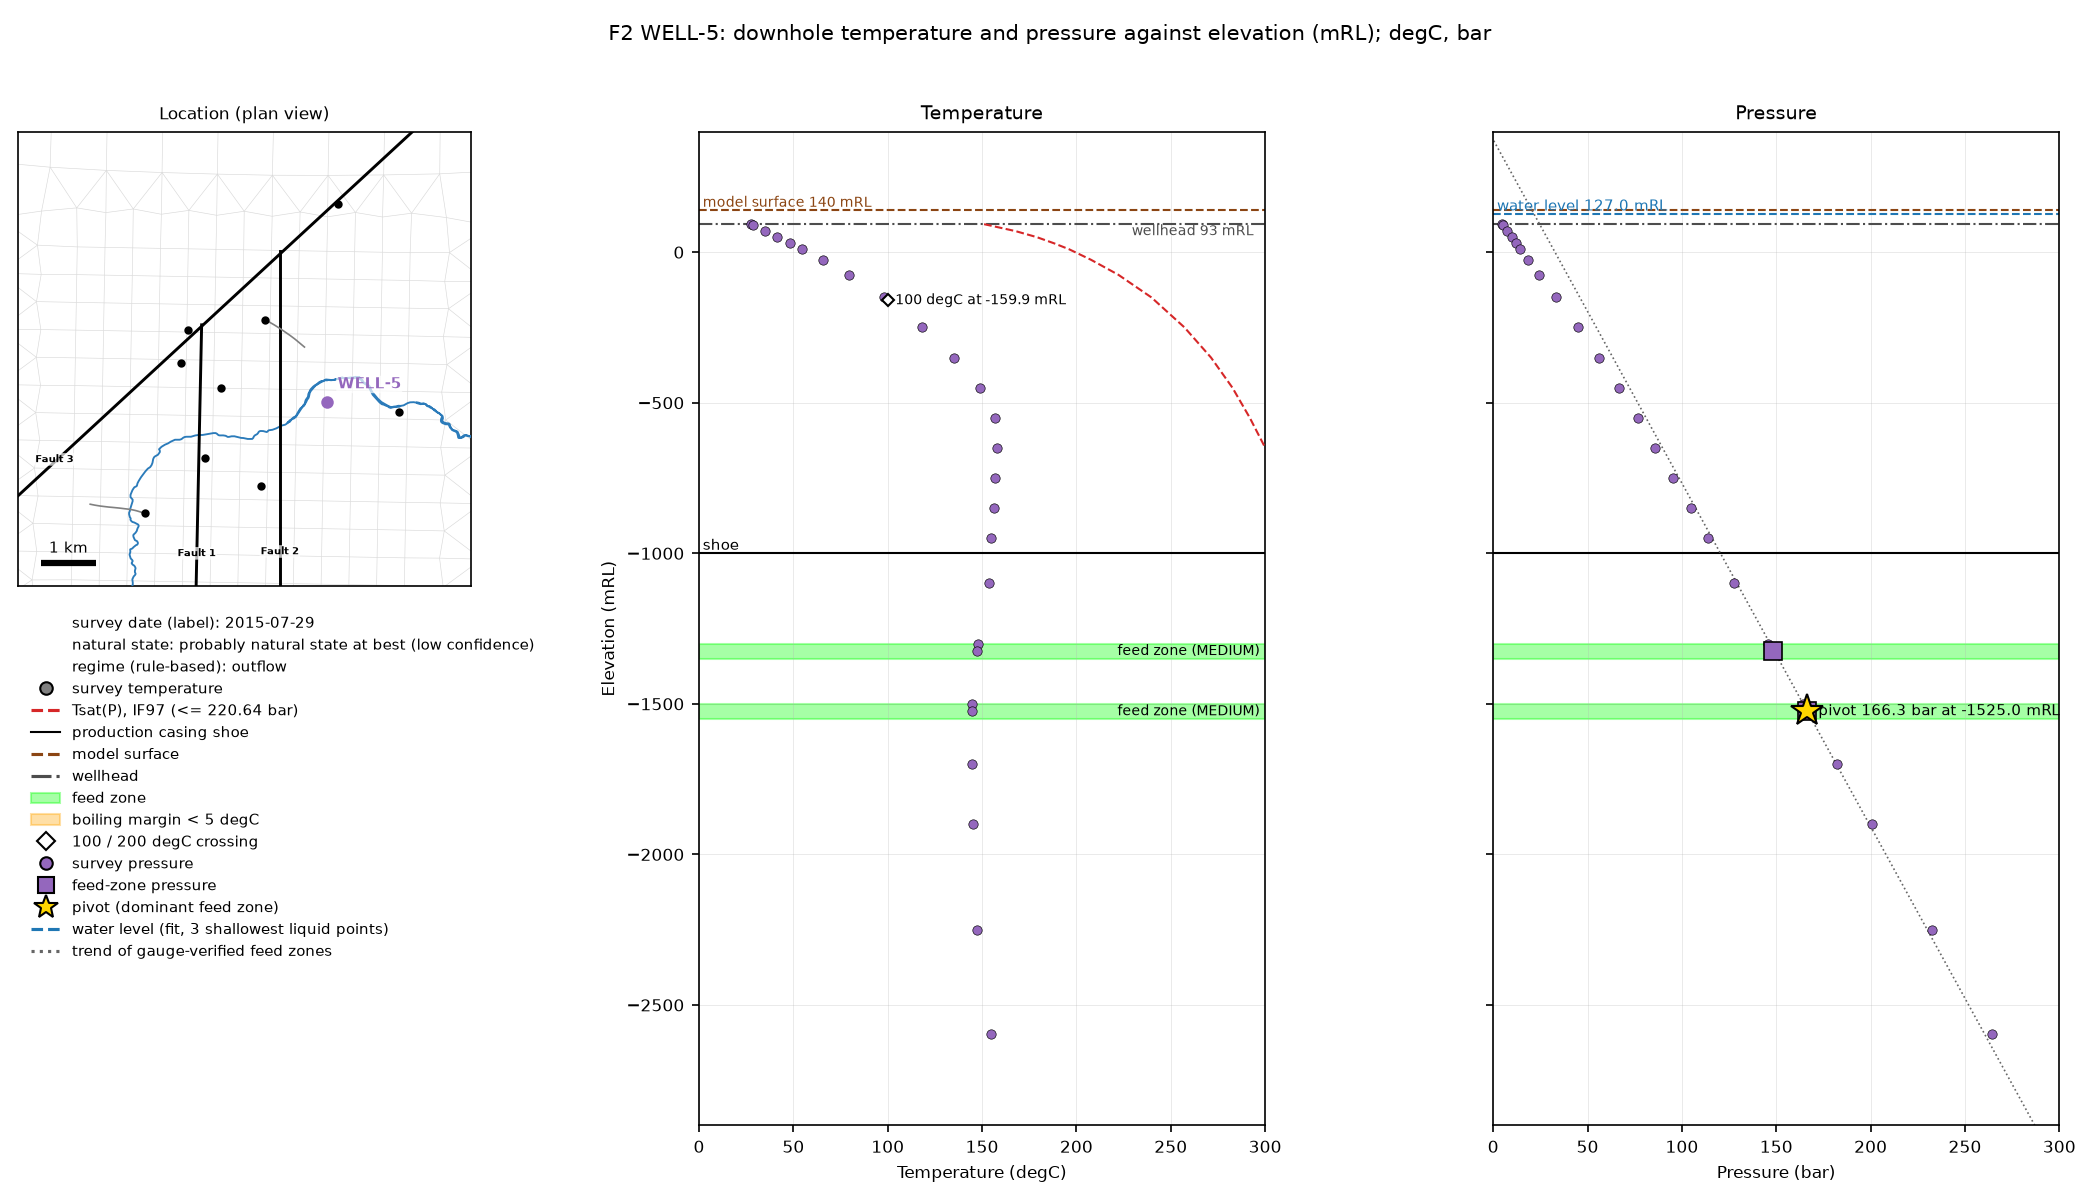 F2 WELL-5: downhole temperature and pressure against elevation (mRL); degC, bar
Location (plan view)
WELL-5
Fault 3
Fault 1
Fault 2
1 km
survey date (label): 2015-07-29
natural state: probably natural state at best (low confidence)
regime (rule-based): outflow
survey temperature
Tsat(P), IF97 (<= 220.64 bar)
production casing shoe
model surface
wellhead
feed zone
boiling margin < 5 degC
100 / 200 degC crossing
survey pressure
feed-zone pressure
pivot (dominant feed zone)
water level (fit, 3 shallowest liquid points)
trend of gauge-verified feed zones
Temperature
model surface 140 mRL
wellhead 93 mRL
100 degC at -159.9 mRL
shoe
feed zone (MEDIUM)
feed zone (MEDIUM)
Elevation (mRL)
0
−500
−1000
−1500
−2000
−2500
0 50 100 150 200 250 300
Temperature (degC)
Pressure
water level 127.0 mRL
pivot 166.3 bar at -1525.0 mRL
0 50 100 150 200 250 300
Pressure (bar)